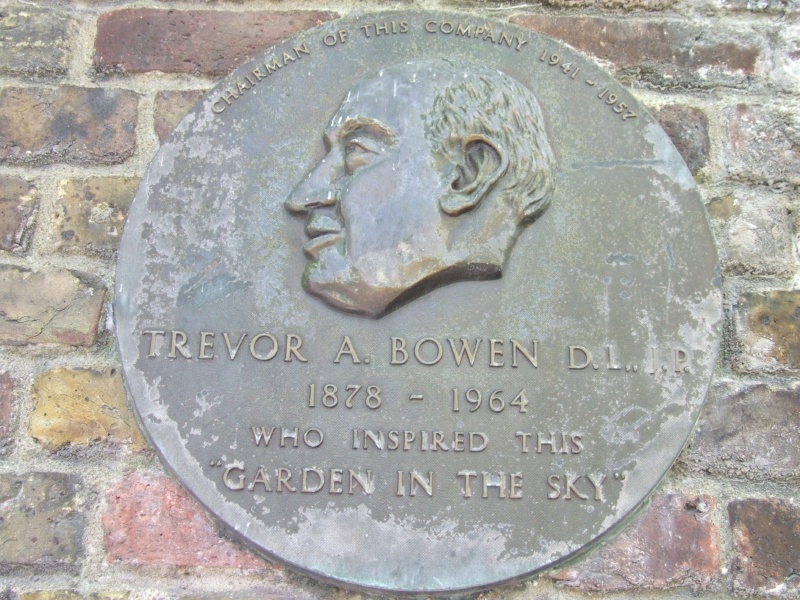 CHAIRMAN OF THIS COMPANY 1941 - 1957
TREVOR A. BOWEN D.L., J.P.
1878 - 1964
WHO INSPIRED THIS
"GARDEN IN THE SKY"